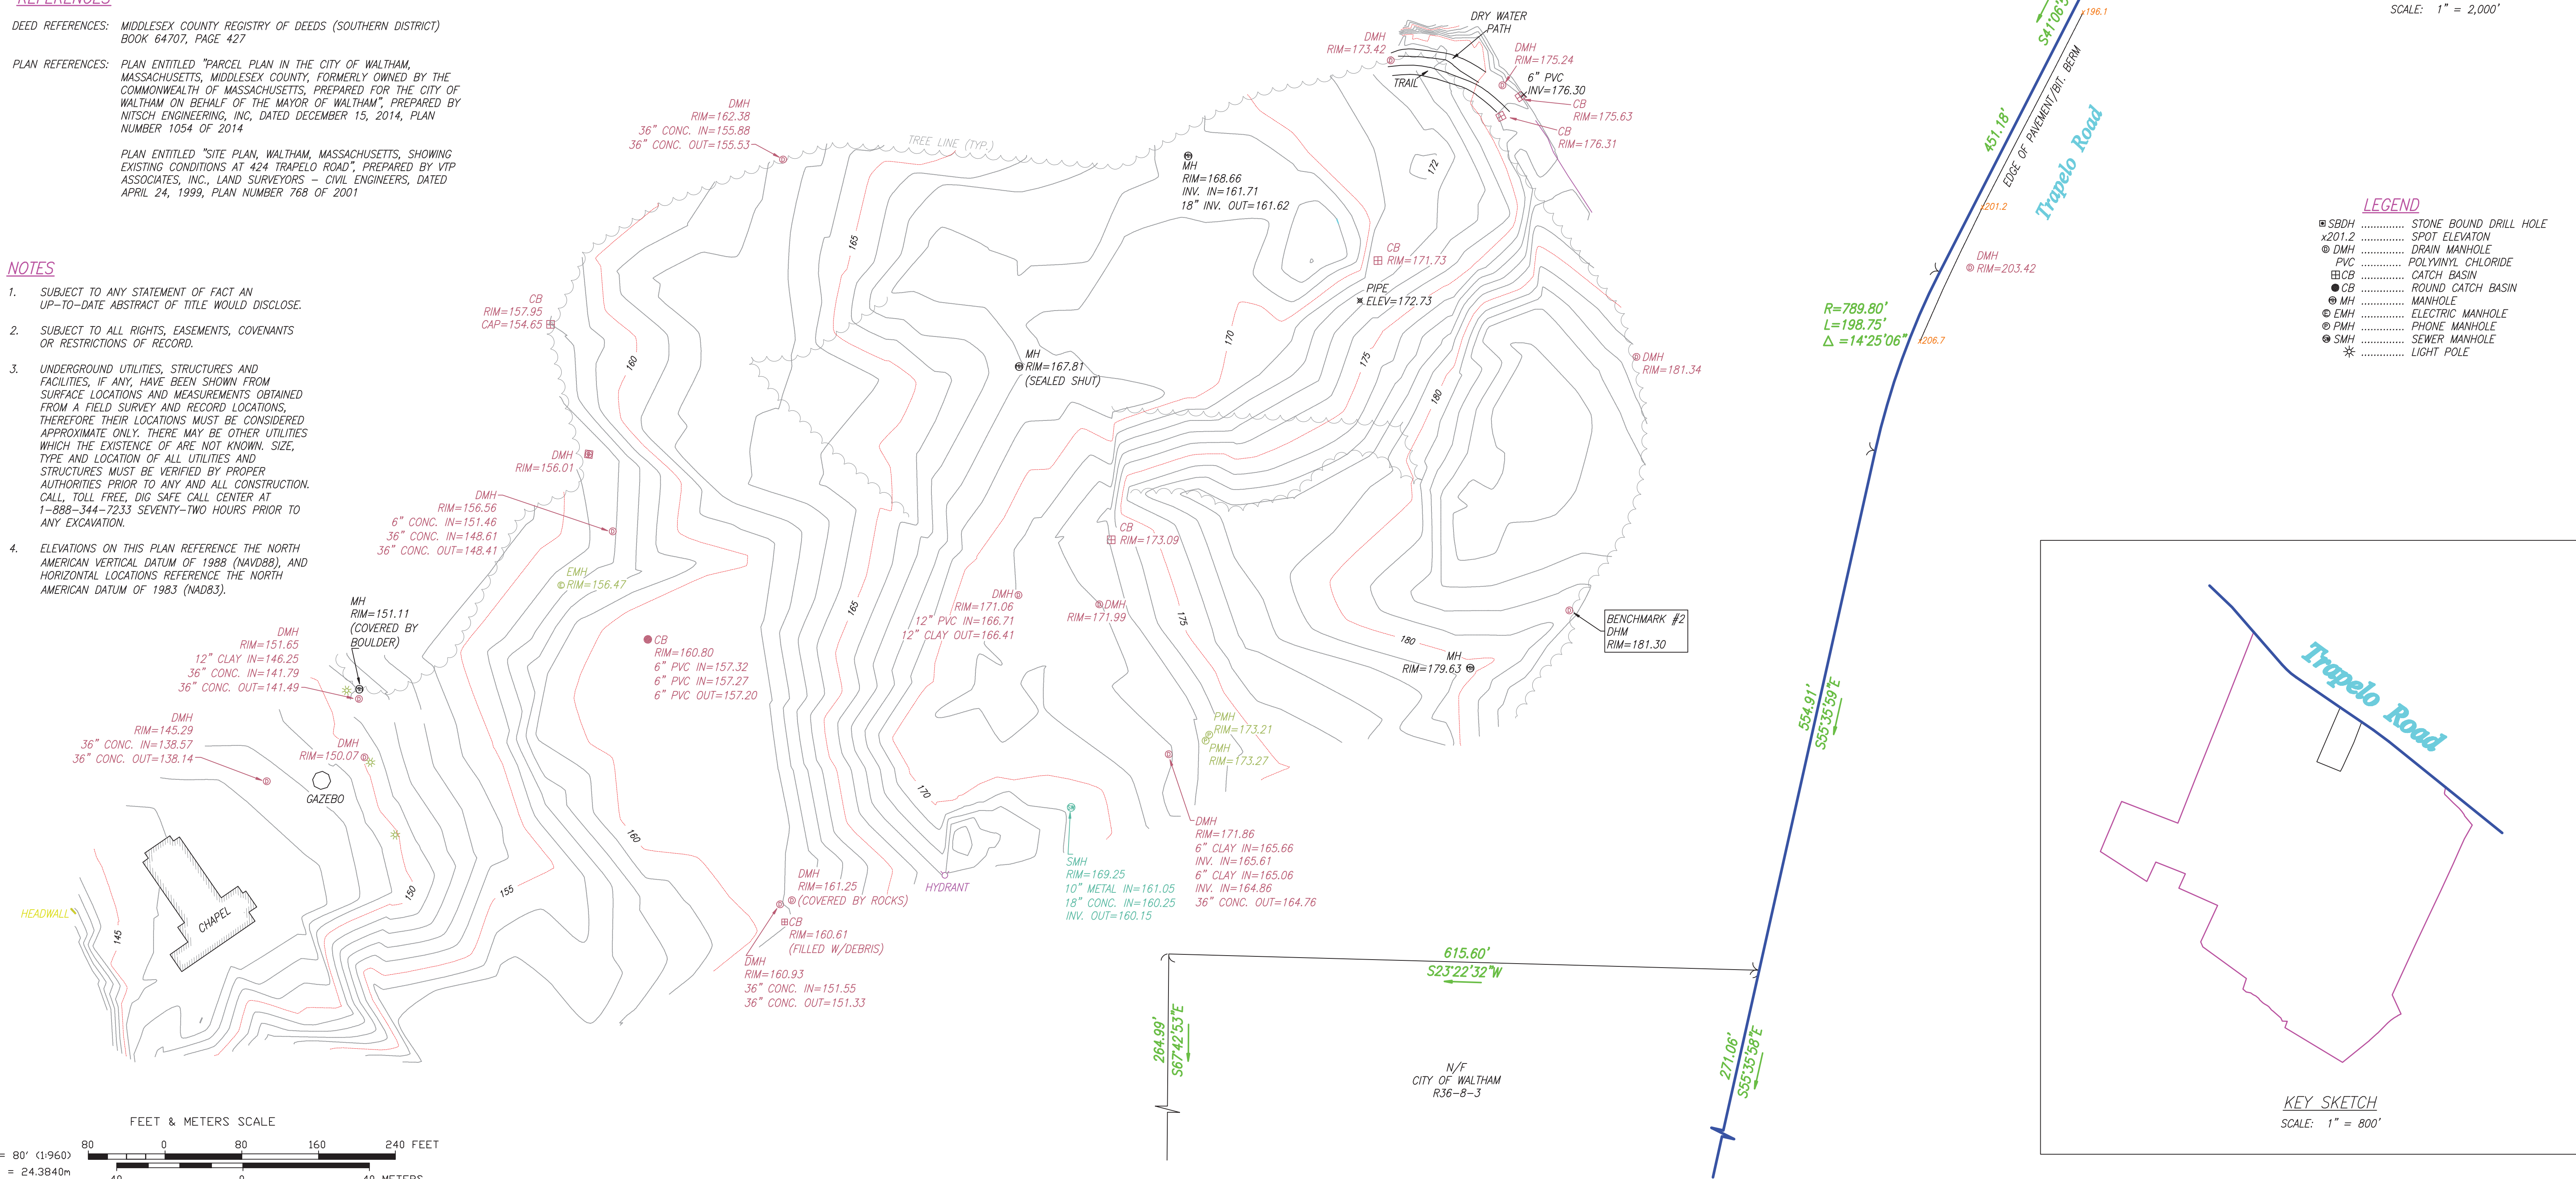 REFERENCES
DEED REFERENCES: MIDDLESEX COUNTY REGISTRY OF DEEDS (SOUTHERN DISTRICT)
BOOK 64707, PAGE 427
PLAN REFERENCES: PLAN ENTITLED "PARCEL PLAN IN THE CITY OF WALTHAM,
MASSACHUSETTS, MIDDLESEX COUNTY, FORMERLY OWNED BY THE
COMMONWEALTH OF MASSACHUSETTS, PREPARED FOR THE CITY OF
WALTHAM ON BEHALF OF THE MAYOR OF WALTHAM", PREPARED BY
NITSCH ENGINEERING, INC, DATED DECEMBER 15, 2014, PLAN
NUMBER 1054 OF 2014
PLAN ENTITLED "SITE PLAN, WALTHAM, MASSACHUSETTS, SHOWING
EXISTING CONDITIONS AT 424 TRAPELO ROAD", PREPARED BY VTP
ASSOCIATES, INC., LAND SURVEYORS - CIVIL ENGINEERS, DATED
APRIL 24, 1999, PLAN NUMBER 768 OF 2001
NOTES
1. SUBJECT TO ANY STATEMENT OF FACT AN
UP-TO-DATE ABSTRACT OF TITLE WOULD DISCLOSE.
2. SUBJECT TO ALL RIGHTS, EASEMENTS, COVENANTS
OR RESTRICTIONS OF RECORD.
3. UNDERGROUND UTILITIES, STRUCTURES AND
FACILITIES, IF ANY, HAVE BEEN SHOWN FROM
SURFACE LOCATIONS AND MEASUREMENTS OBTAINED
FROM A FIELD SURVEY AND RECORD LOCATIONS,
THEREFORE THEIR LOCATIONS MUST BE CONSIDERED
APPROXIMATE ONLY. THERE MAY BE OTHER UTILITIES
WHICH THE EXISTENCE OF ARE NOT KNOWN. SIZE,
TYPE AND LOCATION OF ALL UTILITIES AND
STRUCTURES MUST BE VERIFIED BY PROPER
AUTHORITIES PRIOR TO ANY AND ALL CONSTRUCTION.
CALL, TOLL FREE, DIG SAFE CALL CENTER AT
1-888-344-7233 SEVENTY-TWO HOURS PRIOR TO
ANY EXCAVATION.
4. ELEVATIONS ON THIS PLAN REFERENCE THE NORTH
AMERICAN VERTICAL DATUM OF 1988 (NAVD88), AND
HORIZONTAL LOCATIONS REFERENCE THE NORTH
AMERICAN DATUM OF 1983 (NAD83).
DMH
RIM=162.38
36" CONC. IN=155.88
36" CONC. OUT=155.53
TREE LINE (TYP.)
DMH
RIM=173.42
DRY WATER
PATH
TRAIL
DMH
RIM=175.24
6" PVC
INV=176.30
CB
RIM=175.63
CB
RIM=176.31
172
MH
RIM=168.66
INV. IN=161.71
18" INV. OUT=161.62
165
CB
RIM=171.73
PIPE
ELEV=172.73
CB
RIM=157.95
CAP=154.65
160
170
175
180
MH
RIM=167.81
(SEALED SHUT)
DMH
RIM=181.34
DMH
RIM=156.01
DMH
RIM=156.56
6" CONC. IN=151.46
36" CONC. IN=148.61
36" CONC. OUT=148.41
EMH
RIM=156.47
CB
RIM=173.09
MH
RIM=151.11
(COVERED BY
BOULDER)
DMH
RIM=151.65
12" CLAY IN=146.25
36" CONC. IN=141.79
36" CONC. OUT=141.49
CB
RIM=160.80
6" PVC IN=157.32
6" PVC IN=157.27
6" PVC OUT=157.20
165
DMH
RIM=171.06
12" PVC IN=166.71
12" CLAY OUT=166.41
DMH
RIM=171.99
175
180
MH
RIM=179.63
BENCHMARK #2
DHM
RIM=181.30
DMH
RIM=145.29
36" CONC. IN=138.57
36" CONC. OUT=138.14
DMH
RIM=150.07
GAZEBO
PMH
RIM=173.21
PMH
RIM=173.27
170
160
DMH
RIM=171.86
6" CLAY IN=165.66
INV. IN=165.61
6" CLAY IN=165.06
INV. IN=164.86
36" CONC. OUT=164.76
SMH
RIM=169.25
10" METAL IN=161.05
18" CONC. IN=160.25
INV. OUT=160.15
HYDRANT
DMH
RIM=161.25
(COVERED BY ROCKS)
CB
RIM=160.61
(FILLED W/DEBRIS)
DMH
RIM=160.93
36" CONC. IN=151.55
36" CONC. OUT=151.33
150
155
HEADWALL
CHAPEL
145
SCALE: 1" = 2,000'
x196.1
S41°06'5
451.18'
EDGE OF PAVEMENT/BIT. BERM
Trapelo Road
x201.2
DMH
RIM=203.42
R=789.80'
L=198.75'
Δ =14°25'06"
x206.7
554.91'
S55°35'59"E
615.60'
S23°22'32"W
264.99'
S67°42'53"E
N/F
CITY OF WALTHAM
R36-8-3
271.06'
S55°35'58"E
LEGEND
SBDH ............. STONE BOUND DRILL HOLE
x201.2 ............. SPOT ELEVATON
DMH ............. DRAIN MANHOLE
PVC ............. POLYVINYL CHLORIDE
CB ............. CATCH BASIN
CB ............. ROUND CATCH BASIN
MH ............. MANHOLE
EMH ............. ELECTRIC MANHOLE
PMH ............. PHONE MANHOLE
SMH ............. SEWER MANHOLE
............. LIGHT POLE
Trapelo Road
KEY SKETCH
SCALE: 1" = 800'
FEET & METERS SCALE
80 0 80 160 240 FEET
= 80' (1:960)
= 24.3840m
40 0 40 METERS